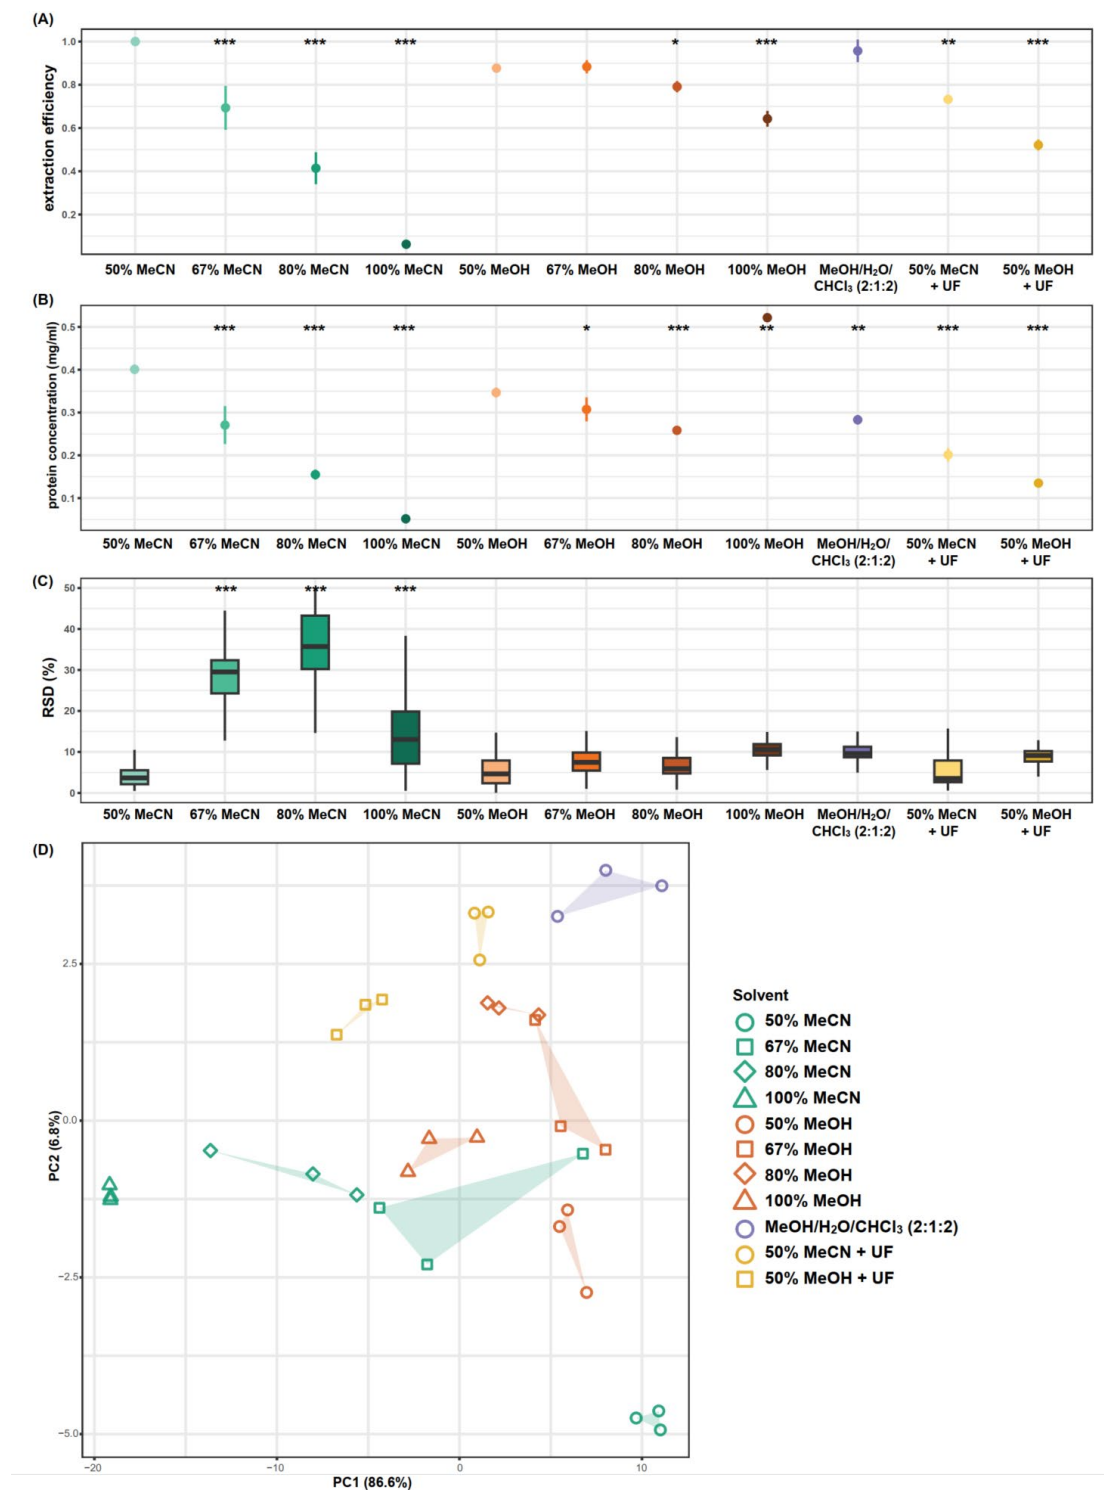 (A)
1.0
0.8
0.6
0.4
0.2
extraction efficiency
*** *** *** * *** ** ***
50% MeCN 67% MeCN 80% MeCN 100% MeCN 50% MeOH 67% MeOH 80% MeOH 100% MeOH MeOH/H₂O/ 50% MeCN 50% MeOH
CHCl₃ (2:1:2) + UF + UF
(B)
0.5
0.4
0.3
0.2
0.1
protein concentration (mg/ml)
*** *** *** * *** ** ** *** ***
50% MeCN 67% MeCN 80% MeCN 100% MeCN 50% MeOH 67% MeOH 80% MeOH 100% MeOH MeOH/H₂O/ 50% MeCN 50% MeOH
CHCl₃ (2:1:2) + UF + UF
(C)
50
40
30
20
10
0
RSD (%)
*** *** ***
50% MeCN 67% MeCN 80% MeCN 100% MeCN 50% MeOH 67% MeOH 80% MeOH 100% MeOH MeOH/H₂O/ 50% MeCN 50% MeOH
CHCl₃ (2:1:2) + UF + UF
(D)
2.5
0.0
−2.5
−5.0
PC2 (6.8%)
−20 −10 0 10
PC1 (86.6%)
Solvent
50% MeCN
67% MeCN
80% MeCN
100% MeCN
50% MeOH
67% MeOH
80% MeOH
100% MeOH
MeOH/H₂O/CHCl₃ (2:1:2)
50% MeCN + UF
50% MeOH + UF